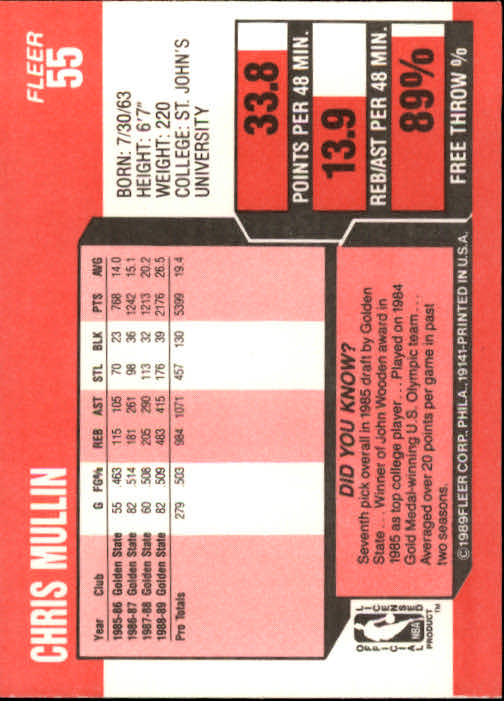 CHRIS MULLIN
FLEER
55
Year Club G FG% REB AST STL BLK PTS AVG
1985-86 Golden State 55 463 115 105 70 23 768 14.0
1986-87 Golden State 82 .514 181 261 98 36 1242 15.1
1987-88 Golden State 60 508 205 290 113 32 1213 20.2
1988-89 Golden State 82 .509 483 415 176 39 2176 26.5
Pro Totals 279 .503 984 1071 457 130 5399 19.4
BORN: 7/30/63
HEIGHT: 6'7"
WEIGHT: 220
COLLEGE: ST. JOHN'S
UNIVERSITY
33.8
POINTS PER 48 MIN.
13.9
REB/AST PER 48 MIN.
89%
FREE THROW %
DID YOU KNOW?
Seventh pick overall in 1985 draft by Golden
State... Winner of John Wooden award in
1985 as top college player... Played on 1984
Gold Medal-winning U.S. Olympic team...
Averaged over 20 points per game in past
two seasons.
OFFICIAL
LICENSED
NBA
PRODUCT™
©1989FLEER CORP., PHILA., 19141-PRINTED IN U.S.A.